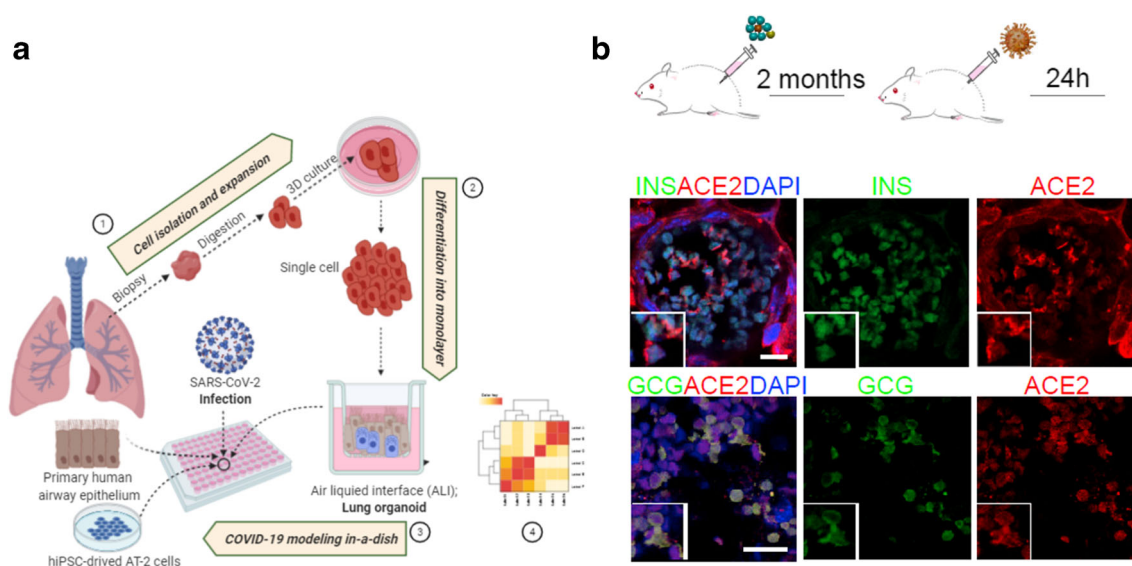 a
1
Cell isolation and expansion
Biopsy
Digestion
3D culture
2
Differentiation into monolayer
Single cell
SARS-CoV-2
Infection
Primary human
airway epithelium
hiPSC-drived AT-2 cells
Air liquied interface (ALI);
Lung organoid
COVID-19 modeling in-a-dish
3
4
b
2 months
24h
INSACE2DAPI
INS
ACE2
GCGACE2DAPI
GCG
ACE2